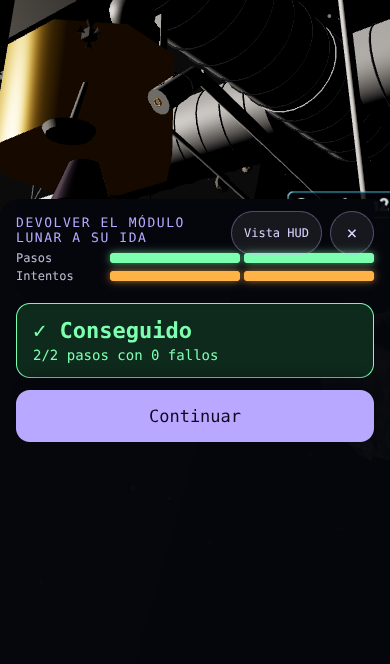 DEVOLVER EL MÓDULO
LUNAR A SU IDA
Vista HUD
×
Pasos
Intentos
✓ Conseguido
2/2 pasos con 0 fallos
Continuar